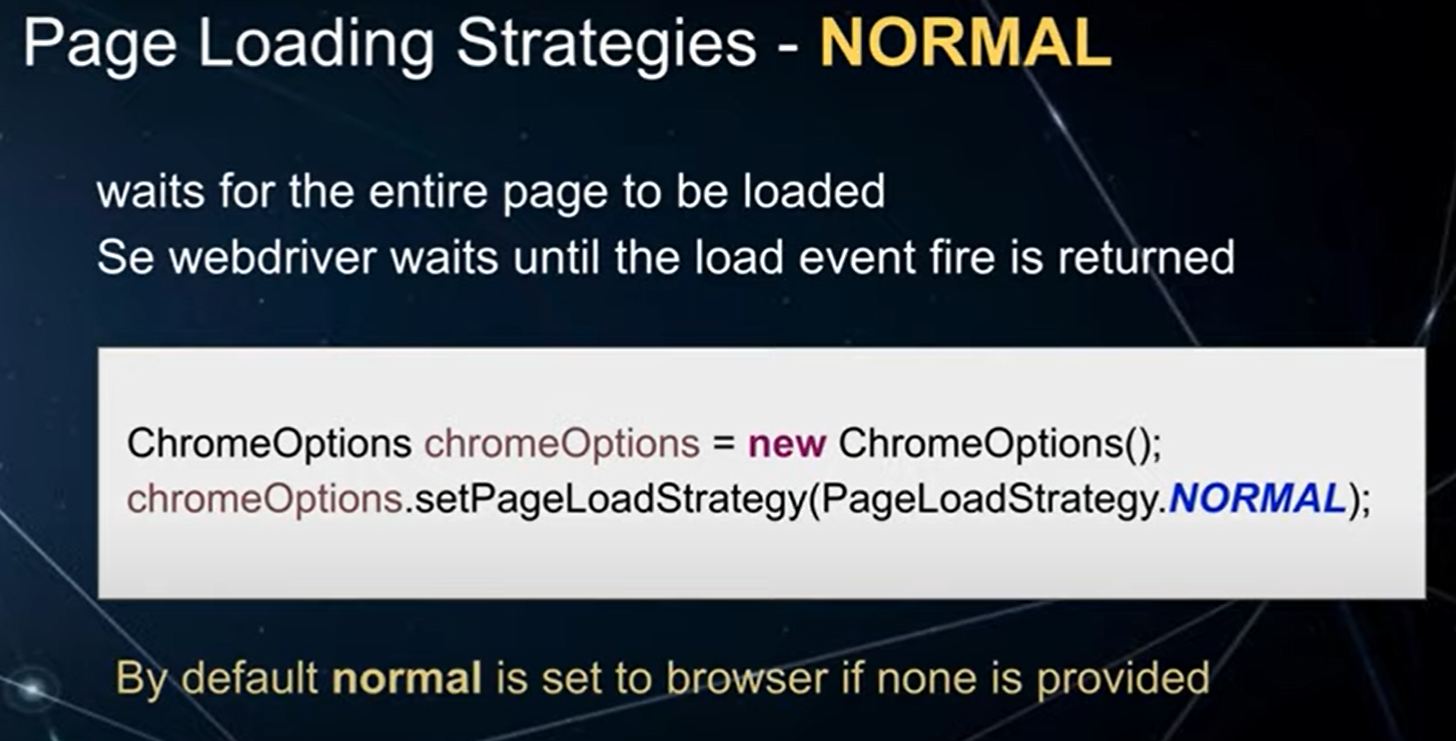 Page Loading Strategies - NORMAL
waits for the entire page to be loaded
Se webdriver waits until the load event fire is returned
ChromeOptions chromeOptions = new ChromeOptions();
chromeOptions.setPageLoadStrategy(PageLoadStrategy.NORMAL);
By default normal is set to browser if none is provided